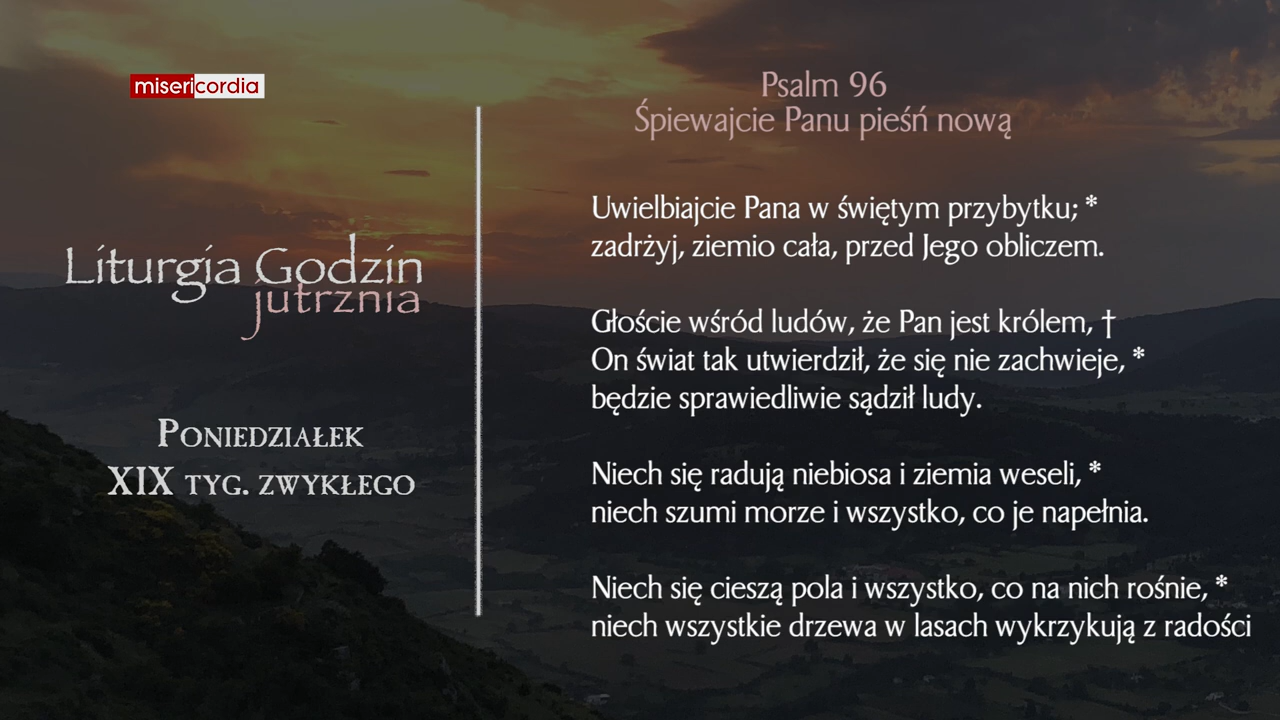 misericordia
Liturgia Godzin
jutrznia
Poniedziałek
XIX tyg. zwykłego
Psalm 96
Śpiewajcie Panu pieśń nową
Uwielbiajcie Pana w świętym przybytku; *
zadrżyj, ziemio cała, przed Jego obliczem.
Głoście wśród ludów, że Pan jest królem, †
On świat tak utwierdził, że się nie zachwieje, *
będzie sprawiedliwie sądził ludy.
Niech się radują niebiosa i ziemia weseli, *
niech szumi morze i wszystko, co je napełnia.
Niech się cieszą pola i wszystko, co na nich rośnie, *
niech wszystkie drzewa w lasach wykrzykują z radości